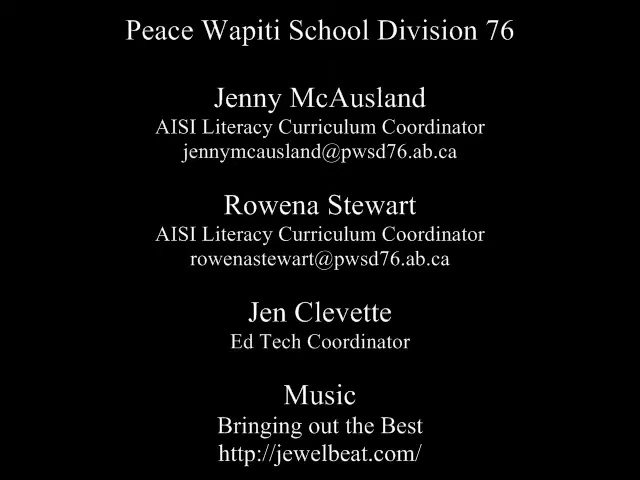 Peace Wapiti School Division 76
Jenny McAusland
AISI Literacy Curriculum Coordinator
jennymcausland@pwsd76.ab.ca
Rowena Stewart
AISI Literacy Curriculum Coordinator
rowenastewart@pwsd76.ab.ca
Jen Clevette
Ed Tech Coordinator
Music
Bringing out the Best
http://jewelbeat.com/